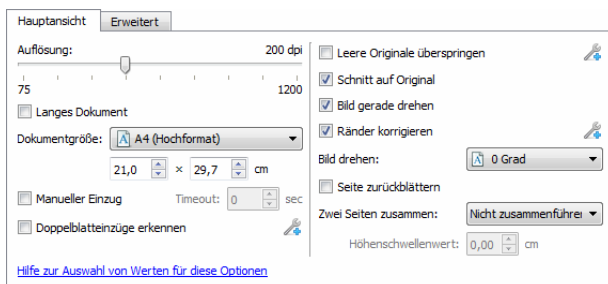 Hauptansicht Erweitert
Auflösung: 200 dpi
75 1200
Langes Dokument
Dokumentgröße: A4 (Hochformat)
21,0 x 29,7 cm
Manueller Einzug Timeout: 0 sec
Doppelblatteinzüge erkennen
Hilfe zur Auswahl von Werten für diese Optionen
Leere Originale überspringen
Schnitt auf Original
Bild gerade drehen
Ränder korrigieren
Bild drehen: 0 Grad
Seite zurückblättern
Zwei Seiten zusammen: Nicht zusammenführe
Höhenschwellenwert: 0,00 cm